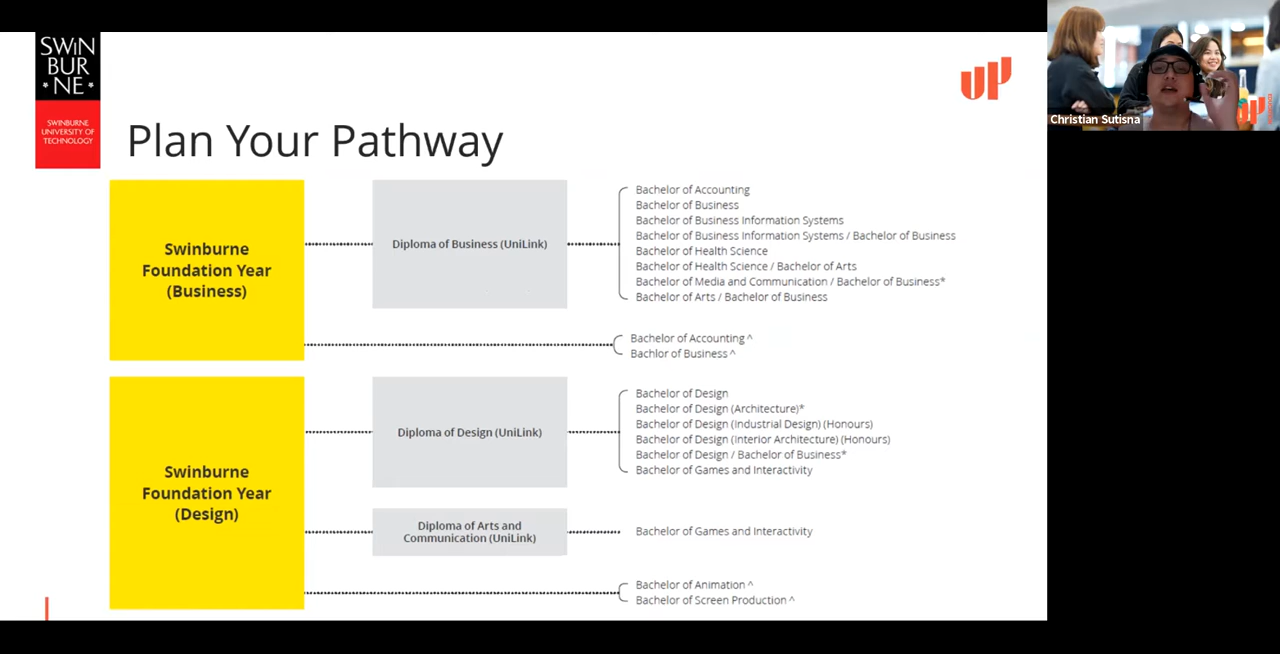 SWIN
BUR
* NE *
SWINBURNE
UNIVERSITY OF
TECHNOLOGY
UP
Christian Sutisna
Plan Your Pathway
Swinburne
Foundation Year
(Business)
Diploma of Business (UniLink)
Bachelor of Accounting
Bachelor of Business
Bachelor of Business Information Systems
Bachelor of Business Information Systems / Bachelor of Business
Bachelor of Health Science
Bachelor of Health Science / Bachelor of Arts
Bachelor of Media and Communication / Bachelor of Business*
Bachelor of Arts / Bachelor of Business
Bachelor of Accounting ^
Bachlor of Business ^
Swinburne
Foundation Year
(Design)
Diploma of Design (UniLink)
Bachelor of Design
Bachelor of Design (Architecture)*
Bachelor of Design (Industrial Design) (Honours)
Bachelor of Design (Interior Architecture) (Honours)
Bachelor of Design / Bachelor of Business*
Bachelor of Games and Interactivity
Diploma of Arts and
Communication (UniLink)
Bachelor of Games and Interactivity
Bachelor of Animation ^
Bachelor of Screen Production ^